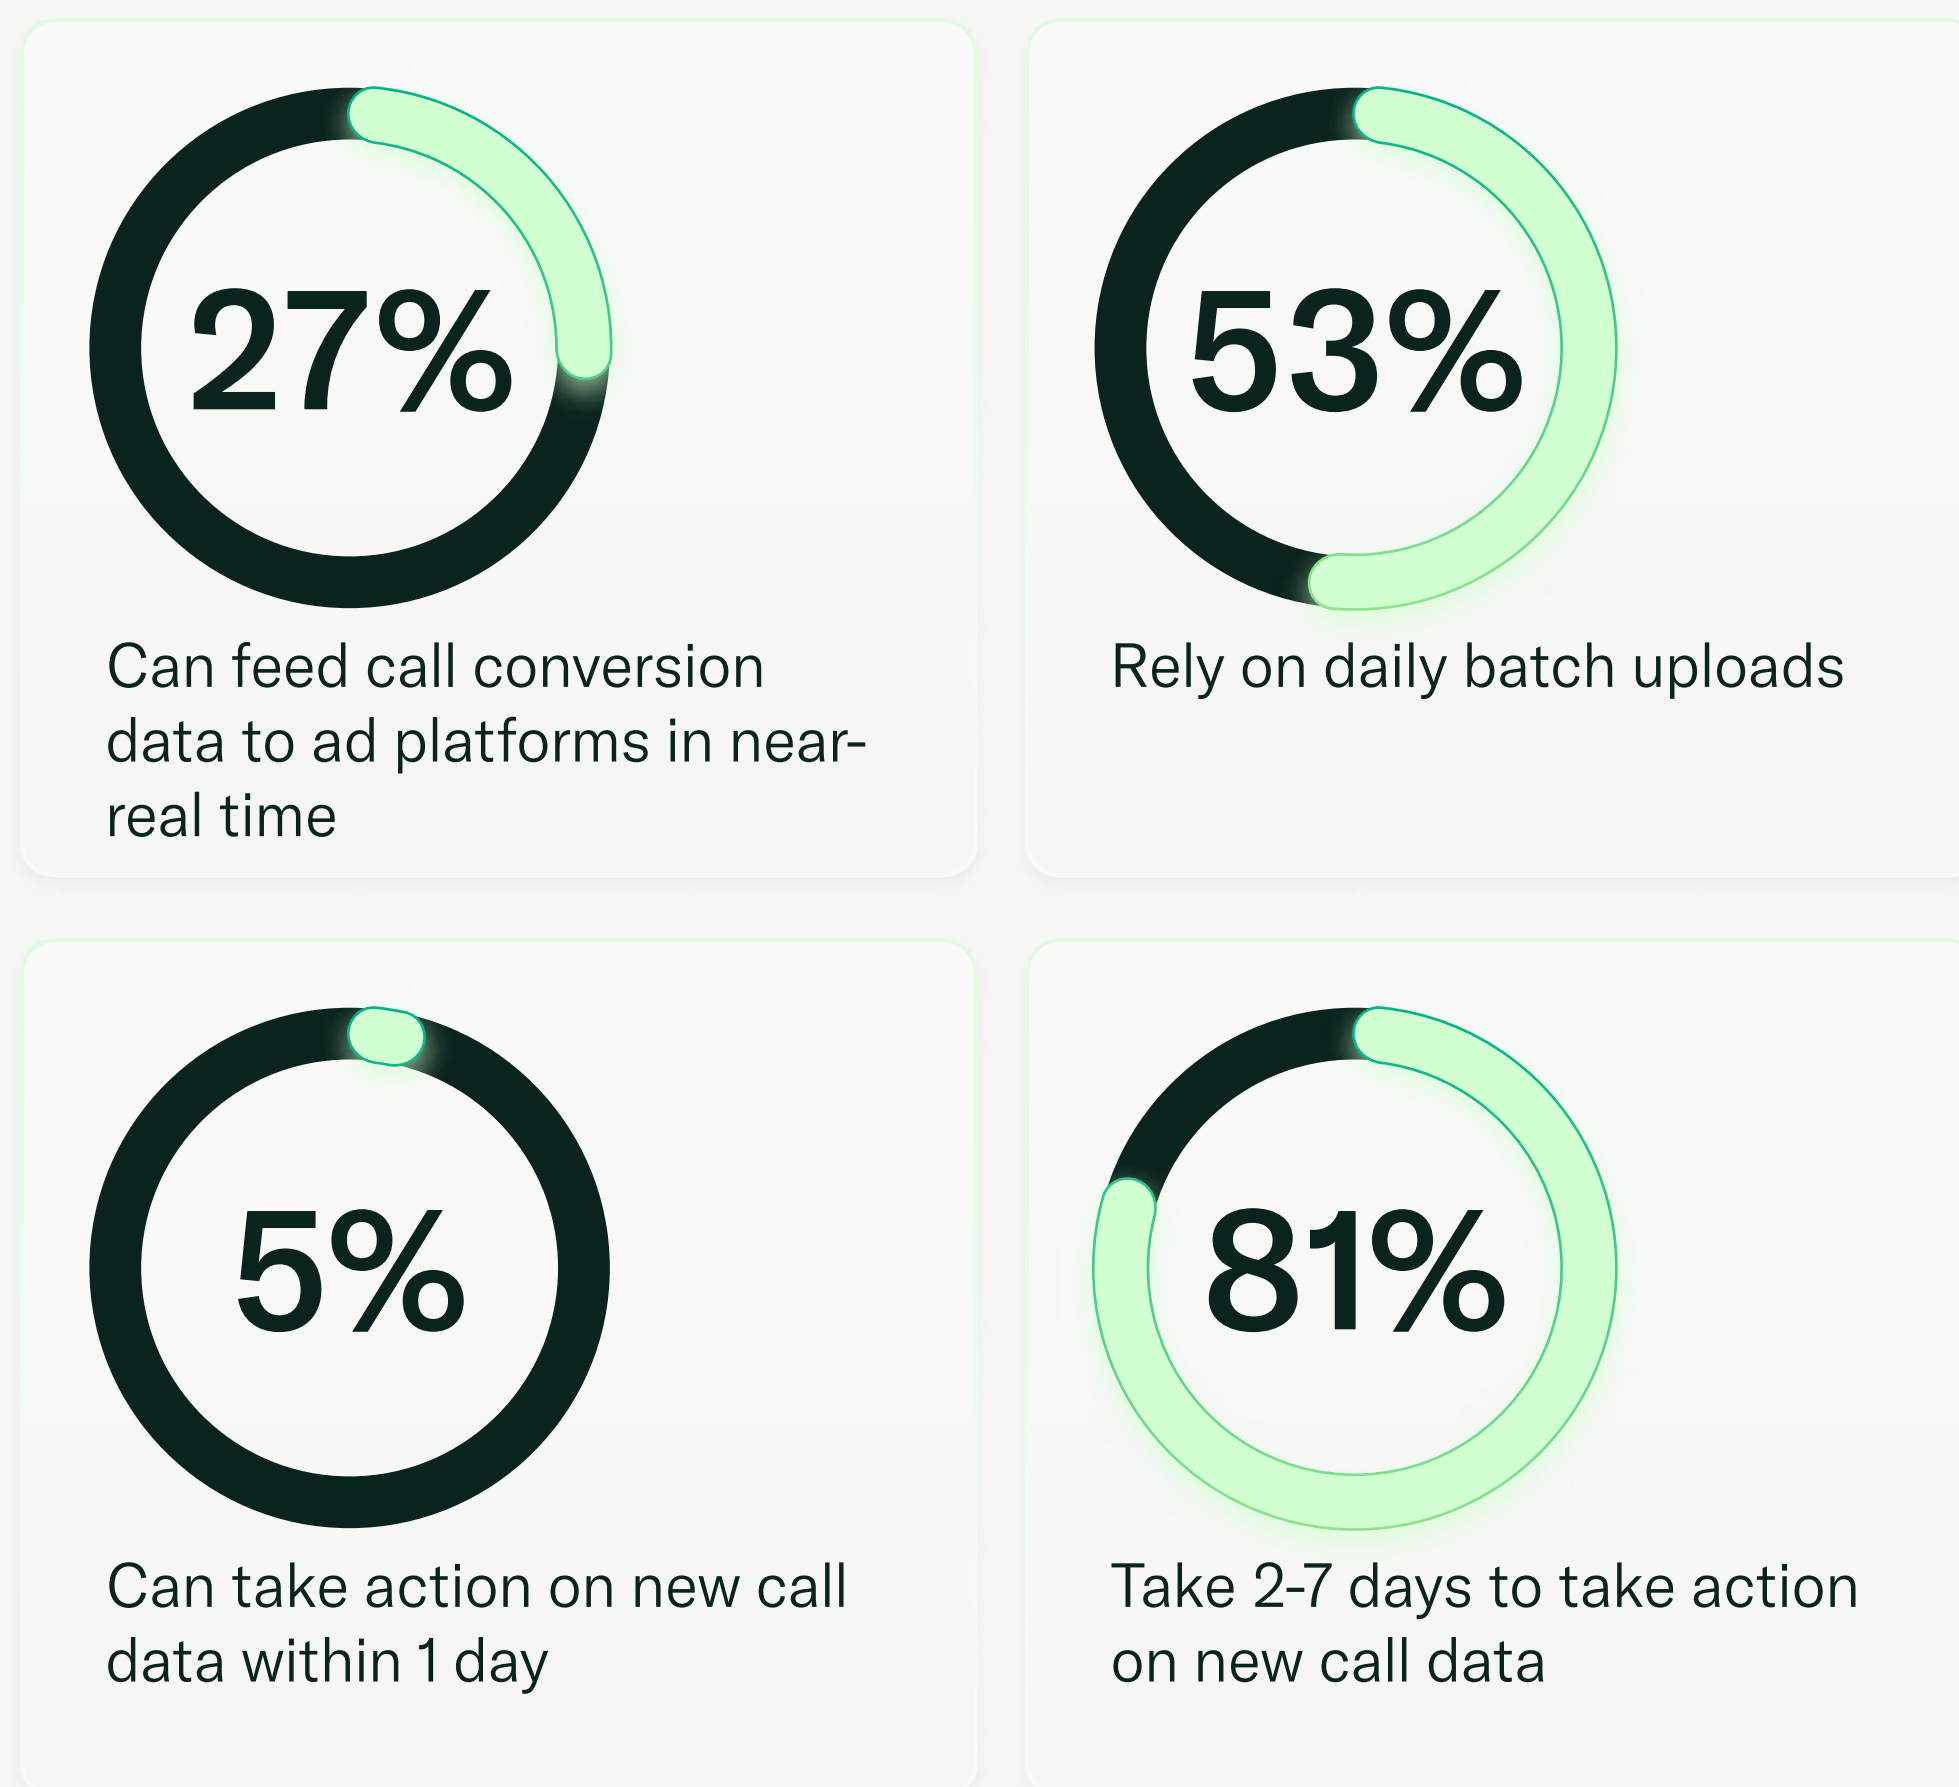 27%
Can feed call conversion
data to ad platforms in near-
real time
53%
Rely on daily batch uploads
5%
Can take action on new call
data within 1 day
81%
Take 2-7 days to take action
on new call data